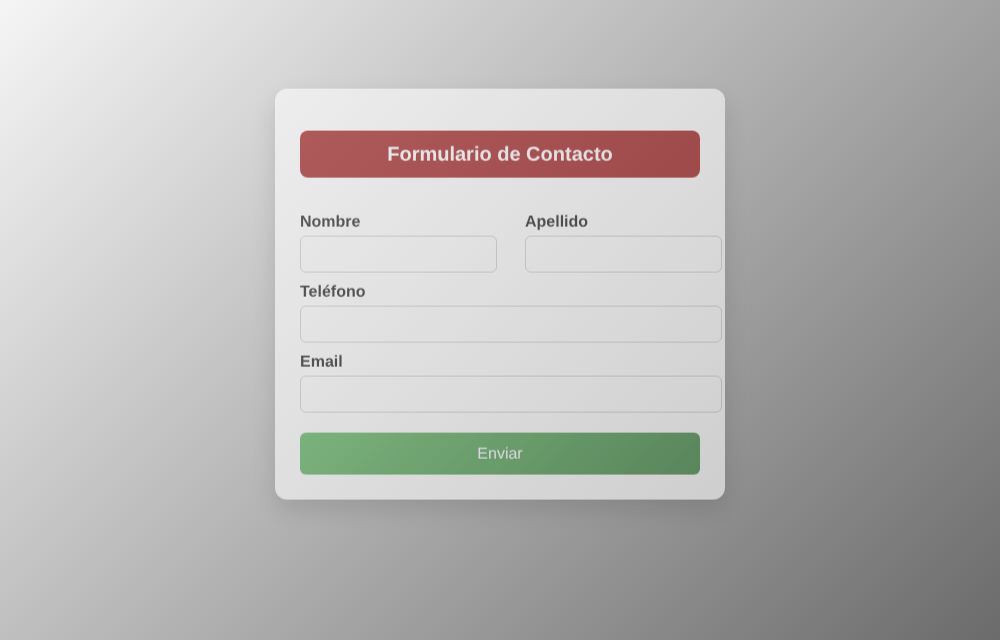 Formulario de Contacto
Nombre
Apellido
Teléfono
Email
Enviar